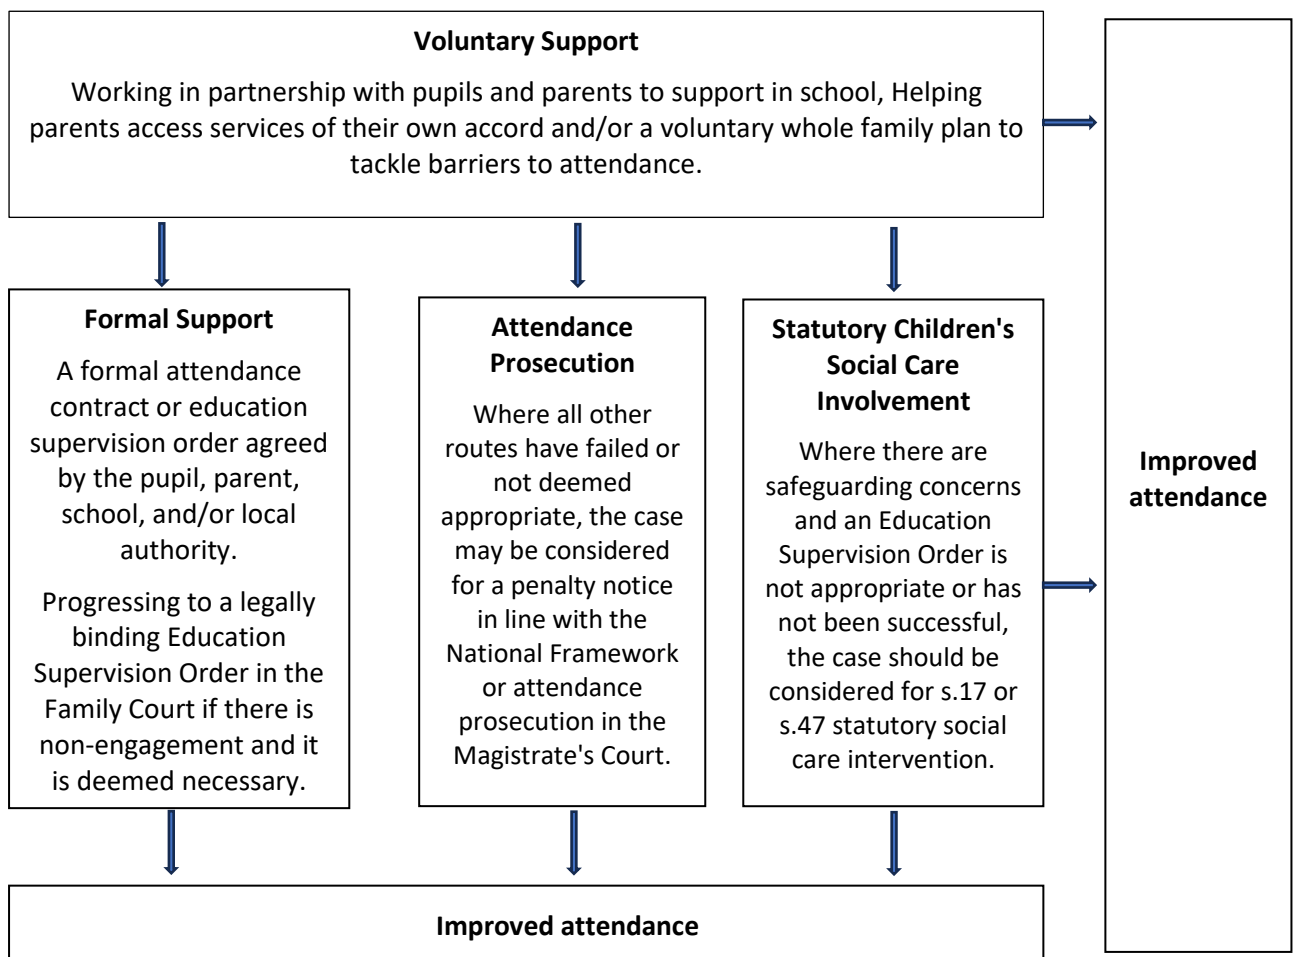 Voluntary Support
Working in partnership with pupils and parents to support in school, Helping
parents access services of their own accord and/or a voluntary whole family plan to
tackle barriers to attendance.
Formal Support
A formal attendance
contract or education
supervision order agreed
by the pupil, parent,
school, and/or local
authority.
Progressing to a legally
binding Education
Supervision Order in the
Family Court if there is
non-engagement and it
is deemed necessary.
Attendance
Prosecution
Where all other
routes have failed or
not deemed
appropriate, the case
may be considered
for a penalty notice
in line with the
National Framework
or attendance
prosecution in the
Magistrate's Court.
Statutory Children's
Social Care
Involvement
Where there are
safeguarding concerns
and an Education
Supervision Order is
not appropriate or has
not been successful,
the case should be
considered for s.17 or
s.47 statutory social
care intervention.
Improved
attendance
Improved attendance